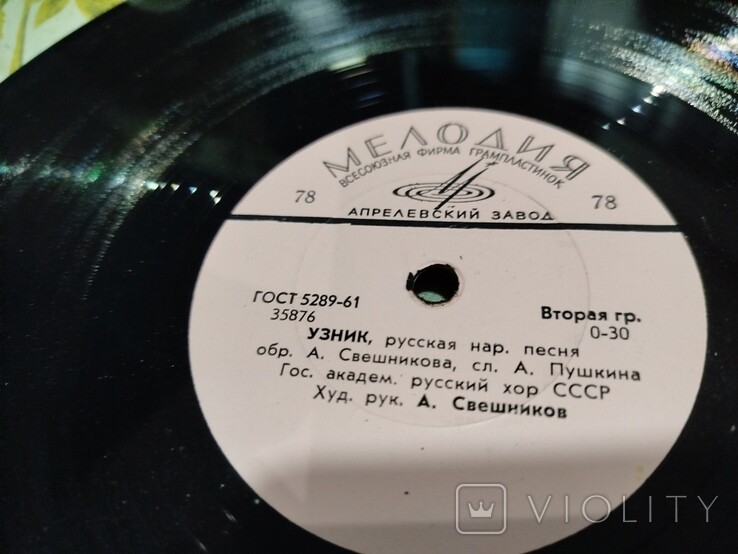 МЕЛОДИЯ
ВСЕСОЮЗНАЯ ФИРМА ГРАМПЛАСТИНОК
78 78
АПРЕЛЕВСКИЙ ЗАВОД
ГОСТ 5289-61 Вторая гр.
35876 0-30
УЗНИК, русская нар. песня
обр. А. Свешникова, сл. А. Пушкина
Гос. академ. русский хор СССР
Худ. рук. А. Свешников
VIOLITY